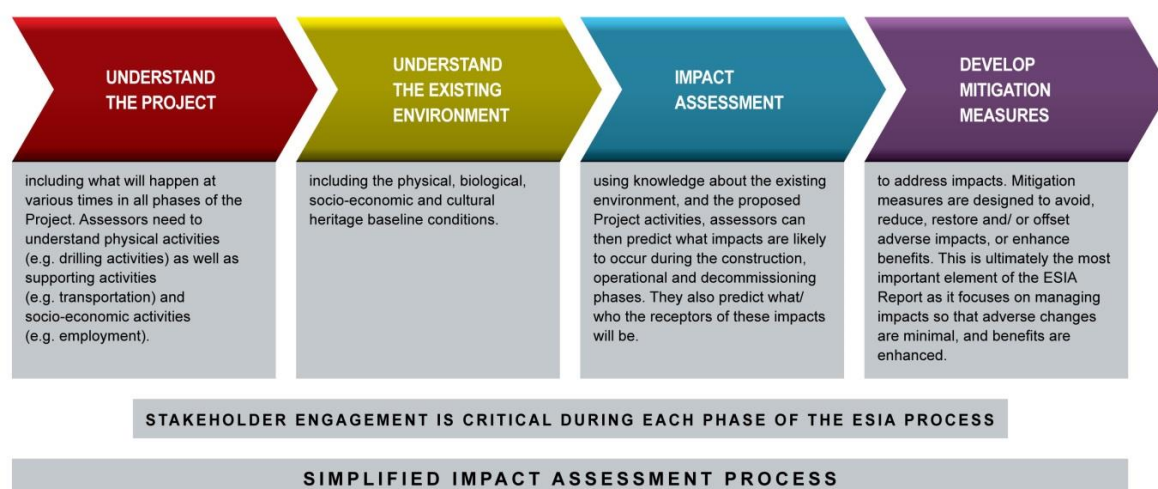 UNDERSTAND
THE PROJECT
including what will happen at
various times in all phases of the
Project. Assessors need to
understand physical activities
(e.g. drilling activities) as well as
supporting activities
(e.g. transportation) and
socio-economic activities
(e.g. employment).
UNDERSTAND
THE EXISTING
ENVIRONMENT
including the physical, biological,
socio-economic and cultural
heritage baseline conditions.
IMPACT
ASSESSMENT
using knowledge about the existing
environment, and the proposed
Project activities, assessors can
then predict what impacts are likely
to occur during the construction,
operational and decommissioning
phases. They also predict what/
who the receptors of these impacts
will be.
DEVELOP
MITIGATION
MEASURES
to address impacts. Mitigation
measures are designed to avoid,
reduce, restore and/ or offset
adverse impacts, or enhance
benefits. This is ultimately the most
important element of the ESIA
Report as it focuses on managing
impacts so that adverse changes
are minimal, and benefits are
enhanced.
STAKEHOLDER ENGAGEMENT IS CRITICAL DURING EACH PHASE OF THE ESIA PROCESS
SIMPLIFIED IMPACT ASSESSMENT PROCESS